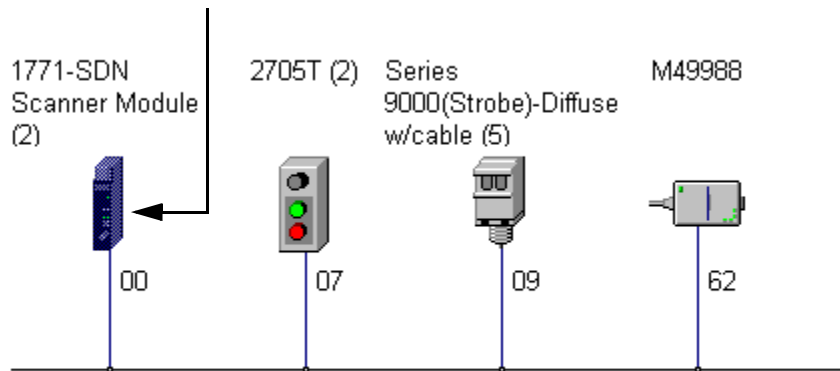 1771-SDN
Scanner Module
(2)
2705T (2)
Series
9000(Strobe)-Diffuse
w/cable (5)
M49988
00
07
09
62